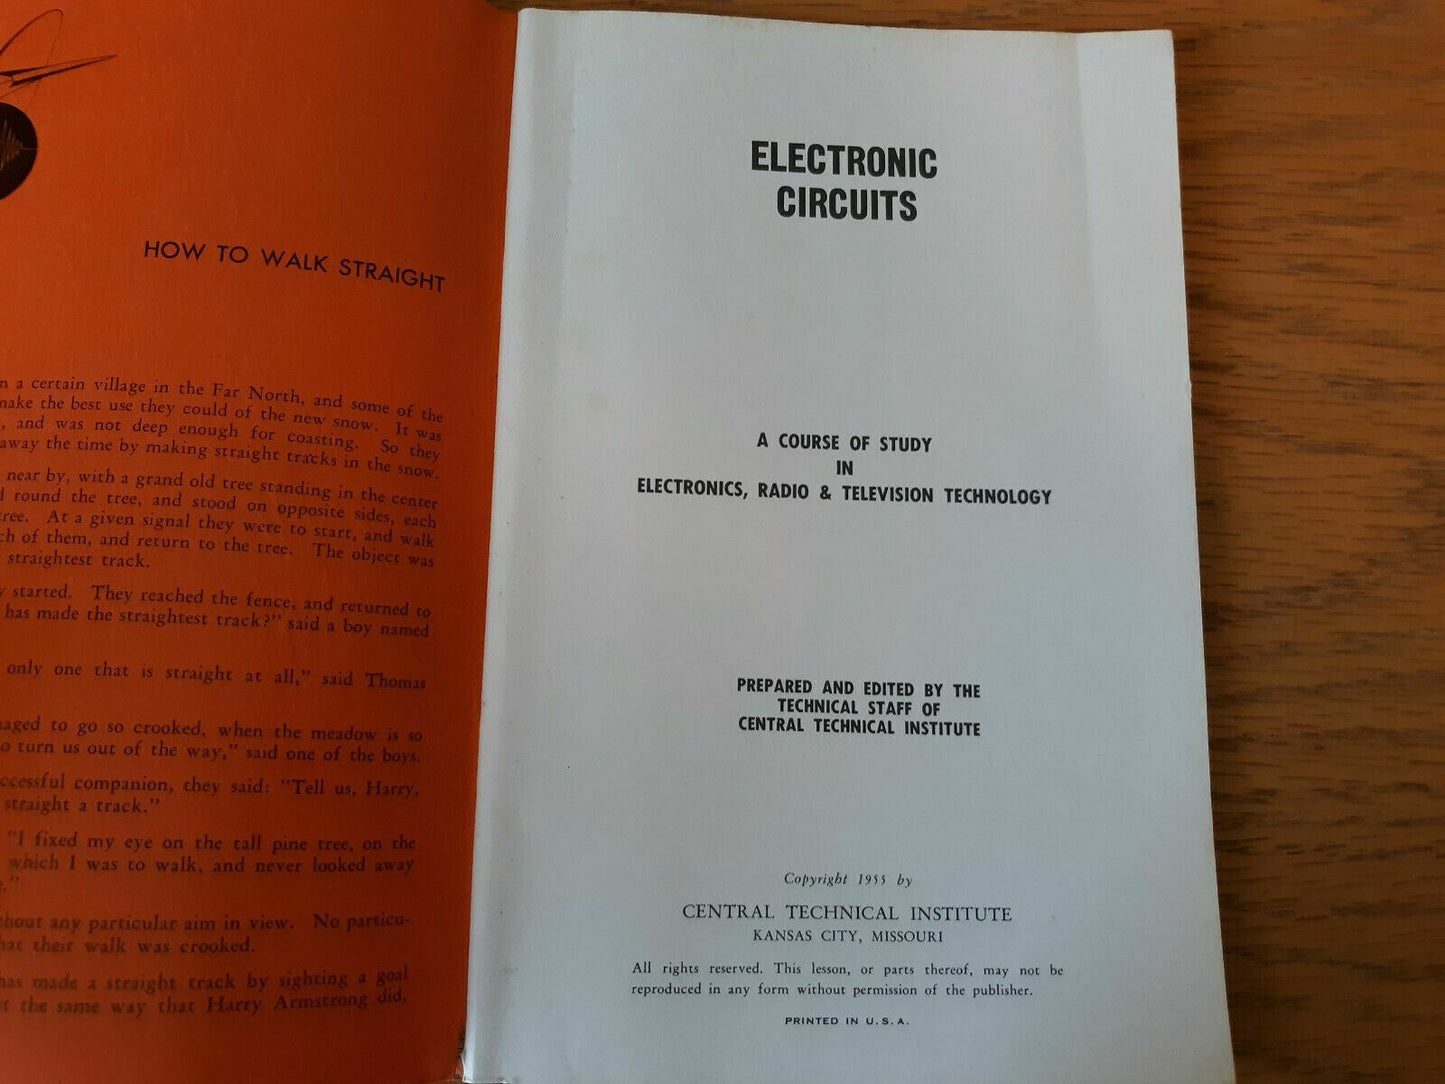 HOW TO WALK STRAIGHT
a certain village in the Far North, and some of the
make the best use they could of the new snow. It was
and was not deep enough for coasting. So they
away the time by making straight tracks in the snow.
near by, with a grand old tree standing in the center
round the tree, and stood on opposite sides, each
tree. At a given signal they were to start, and walk
of them, and return to the tree. The object was
straightest track.
started. They reached the fence, and returned to
has made the straightest track?" said a boy named
only one that is straight at all," said Thomas
to go so crooked, when the meadow is so
to turn us out of the way," said one of the boys.
companion, they said: "Tell us, Harry,
straight a track."
"I fixed my eye on the tall pine tree, on the
which I was to walk, and never looked away
any particular aim in view. No particu-
that their walk was crooked.
has made a straight track by sighting a goal
the same way that Harry Armstrong did,
ELECTRONIC
CIRCUITS
A COURSE OF STUDY
IN
ELECTRONICS, RADIO & TELEVISION TECHNOLOGY
PREPARED AND EDITED BY THE
TECHNICAL STAFF OF
CENTRAL TECHNICAL INSTITUTE
Copyright 1955 by
CENTRAL TECHNICAL INSTITUTE
KANSAS CITY, MISSOURI
All rights reserved. This lesson, or parts thereof, may not be
reproduced in any form without permission of the publisher.
PRINTED IN U. S. A.